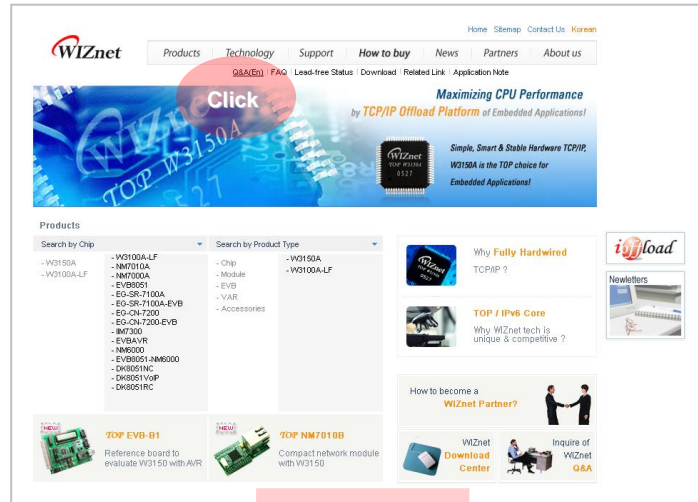 Home Sitemap Contact Us Korean
WIZnet
Products Technology Support How to buy News Partners About us
Q&A(En) FAQ Lead-free Status Download Related Link Application Note
Click
Maximizing CPU Performance
by TCP/IP Offload Platform of Embedded Applications!
WIZnet
TOP W3150A
0527
Simple, Smart & Stable Hardware TCP/IP,
W3150A is the TOP choice for
Embedded Applications!
Products
Search by Chip
- W3150A
- W3100A-LF
- W3100A-LF
- NM7010A
- NM7000A
- EVB8051
- EG-SR-7100A
- EG-SR-7100A-EVB
- EG-CN-7200
- EG-CN-7200-EVB
- IIM7300
- EVBAVR
- NM6000
- EVB8051-NM6000
- DK8051NC
- DK8051VoIP
- DK8051RC
Search by Product Type
- Chip
- Module
- EVB
- VAR
- Accessories
- W3150A
- W3100A-LF
Why Fully Hardwired
TCP/IP ?
TOP / IPv6 Core
Why WIZnet tech is
unique & competitive ?
ioffload
Newletters
How to become a
WIZnet Partner?
NEW
TOP EVB-B1
Reference board to
evaluate W3150 with AVR
NEW
TOP NM7010B
Compact network module
with W3150
WIZnet
Download
Center
Inquire of
WIZnet
Q&A